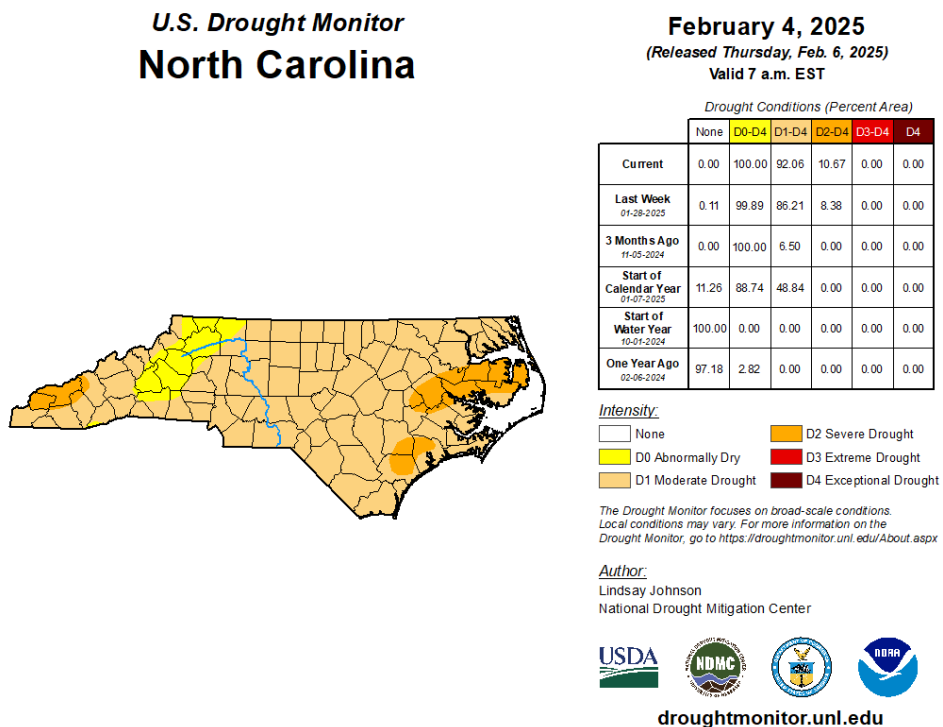 U.S. Drought Monitor
North Carolina
February 4, 2025
(Released Thursday, Feb. 6, 2025)
Valid 7 a.m. EST
Drought Conditions (Percent Area)
None D0-D4 D1-D4 D2-D4 D3-D4 D4
Current 0.00 100.00 92.06 10.67 0.00 0.00
Last Week
01-28-2025
0.11 99.89 86.21 8.38 0.00 0.00
3 Months Ago
11-05-2024
0.00 100.00 6.50 0.00 0.00 0.00
Start of
Calendar Year
01-07-2025
11.26 88.74 48.84 0.00 0.00 0.00
Start of
Water Year
10-01-2024
100.00 0.00 0.00 0.00 0.00 0.00
One Year Ago
02-06-2024
97.18 2.82 0.00 0.00 0.00 0.00
Intensity:
None
D0 Abnormally Dry
D1 Moderate Drought
D2 Severe Drought
D3 Extreme Drought
D4 Exceptional Drought
The Drought Monitor focuses on broad-scale conditions.
Local conditions may vary. For more information on the
Drought Monitor, go to https://droughtmonitor.unl.edu/About.aspx
Author:
Lindsay Johnson
National Drought Mitigation Center
USDA
NDMC
NOAA
droughtmonitor.unl.edu